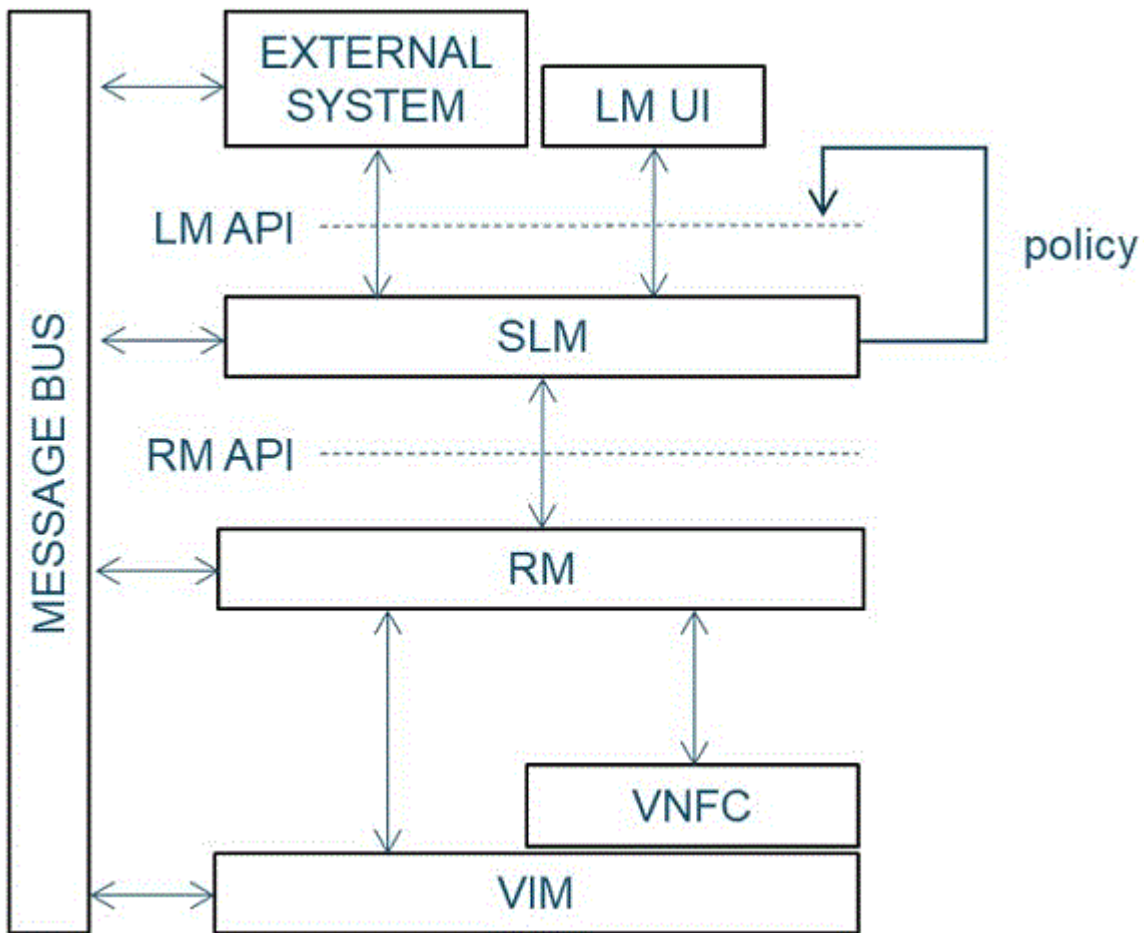 MESSAGE BUS
EXTERNAL
SYSTEM
LM UI
LM API
policy
SLM
RM API
RM
VNFC
VIM